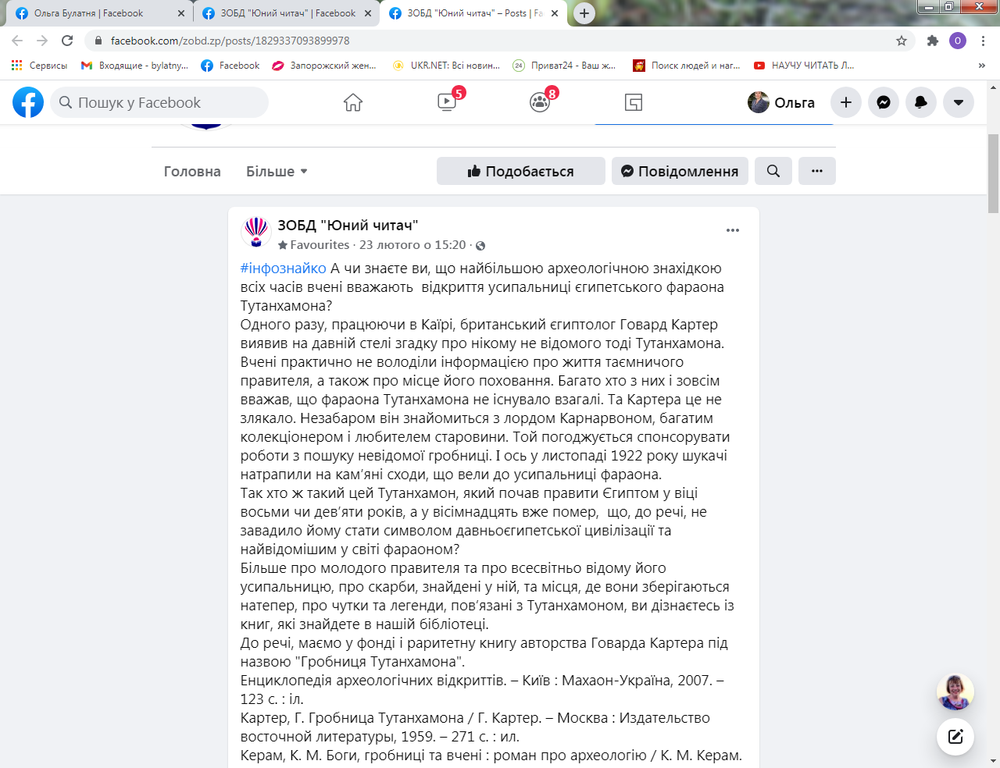 Ольга Булатня | Facebook
ЗОБД "Юний читач" | Facebook
ЗОБД "Юний читач" – Posts | Fa
facebook.com/zobd.zp/posts/1829337093899978
О
Сервисы
Входящие - bylatny...
Facebook
Запорожский жен...
UKR.NET: Всі новин...
24
Приват24 - Ваш ж...
Поиск людей и наг...
НАУЧУ ЧИТАТЬ Л...
»
Пошук у Facebook
5
8
Ольга
Головна
Більше
Подобається
Повідомлення
ЗОБД "Юний читач"
Favourites · 23 лютого о 15:20 ·
#інфознайко А чи знаєте ви, що найбільшою археологічною знахідкою
всіх часів вчені вважають  відкриття усипальниці єгипетського фараона
Тутанхамона?
Одного разу, працюючи в Каїрі, британський єгиптолог Говард Картер
виявив на давній стелі згадку про нікому не відомого тоді Тутанхамона.
Вчені практично не володіли інформацією про життя таємничого
правителя, а також про місце його поховання. Багато хто з них і зовсім
вважав, що фараона Тутанхамона не існувало взагалі. Та Картера це не
злякало. Незабаром він знайомиться з лордом Карнарвоном, багатим
колекціонером і любителем старовини. Той погоджується спонсорувати
роботи з пошуку невідомої гробниці. І ось у листопаді 1922 року шукачі
натрапили на кам’яні сходи, що вели до усипальниці фараона.
Так хто ж такий цей Тутанхамон, який почав правити Єгиптом у віці
восьми чи дев’яти років, а у вісімнадцять вже помер,  що, до речі, не
завадило йому стати символом давньоєгипетської цивілізації та
найвідомішим у світі фараоном?
Більше про молодого правителя та про всесвітньо відому його
усипальницю, про скарби, знайдені у ній, та місця, де вони зберігаються
натепер, про чутки та легенди, пов’язані з Тутанхамоном, ви дізнаєтесь із
книг, які знайдете в нашій бібліотеці.
До речі, маємо у фонді і раритетну книгу авторства Говарда Картера під
назвою "Гробниця Тутанхамона".
Енциклопедія археологічних відкриттів. – Київ : Махаон-Україна, 2007. –
123 с. : іл.
Картер, Г. Гробница Тутанхамона / Г. Картер. – Москва : Издательство
восточной литературы, 1959. – 271 с. : ил.
Керам, К. М. Боги, гробниці та вчені : роман про археологію / К. М. Керам.